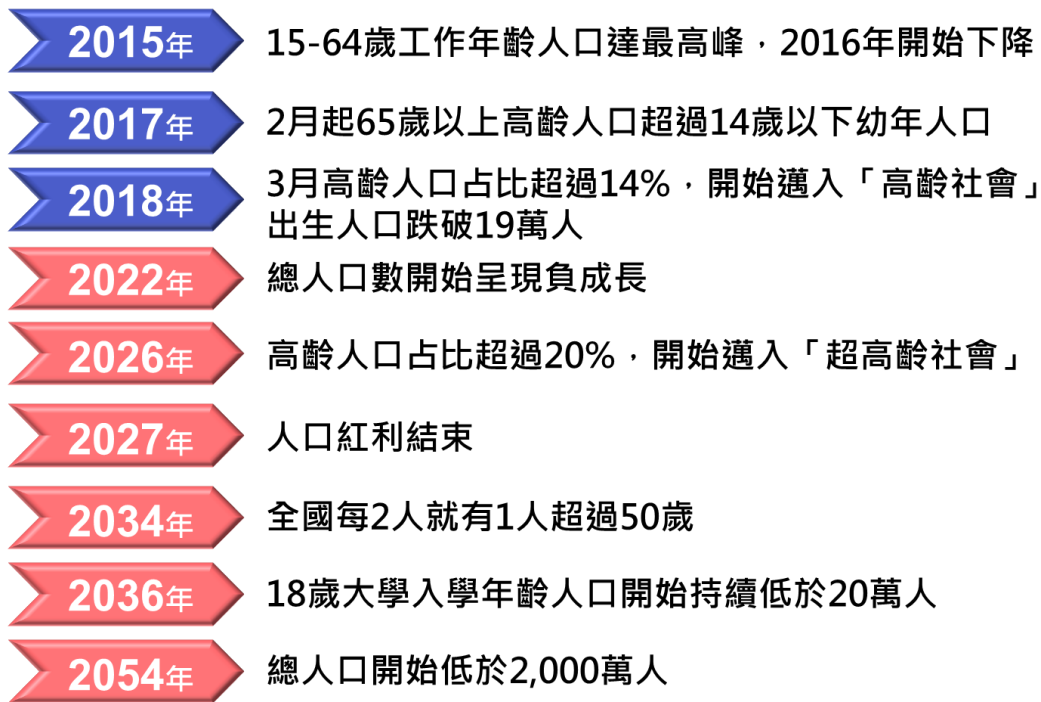 2015年 15-64歲工作年齡人口達最高峰，2016年開始下降
2017年 2月起65歲以上高齡人口超過14歲以下幼年人口
2018年 3月高齡人口占比超過14%，開始邁入「高齡社會」
出生人口跌破19萬人
2022年 總人口數開始呈現負成長
2026年 高齡人口占比超過20%，開始邁入「超高齡社會」
2027年 人口紅利結束
2034年 全國每2人就有1人超過50歲
2036年 18歲大學入學年齡人口開始持續低於20萬人
2054年 總人口開始低於2,000萬人